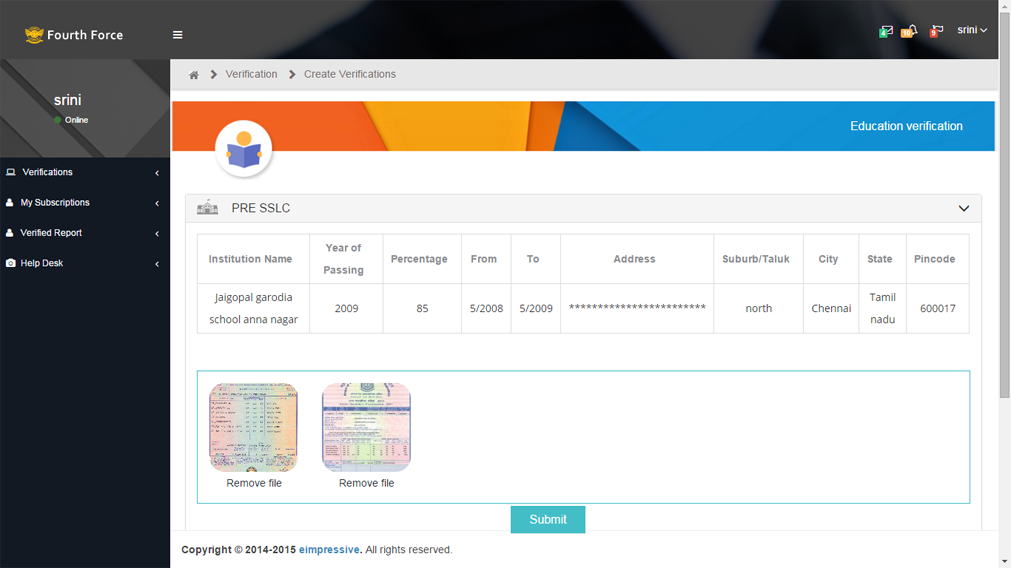 Fourth Force
4
10
9
srini
srini
Online
Verification
Create Verifications
Education verification
Verifications
My Subscriptions
Verified Report
Help Desk
PRE SSLC
Institution Name
Year of
Passing
Percentage
From
To
Address
Suburb/Taluk
City
State
Pincode
Jaigopal garodia
school anna nagar
2009
85
5/2008
5/2009
************************
north
Chennai
Tamil
nadu
600017
Remove file
Remove file
Submit
Copyright © 2014-2015 eimpressive. All rights reserved.